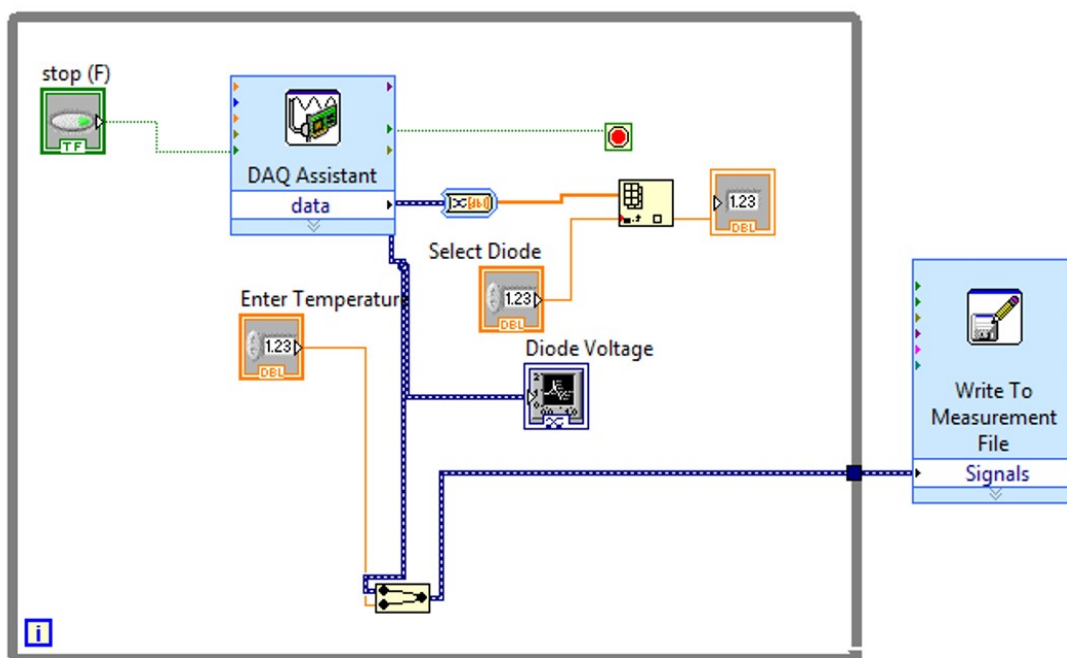 stop (F)
TF
DAQ Assistant
data
1.23
DBL
Select Diode
1.23
DBL
Enter Temperature
1.23
DBL
Diode Voltage
Write To
Measurement
File
Signals
i